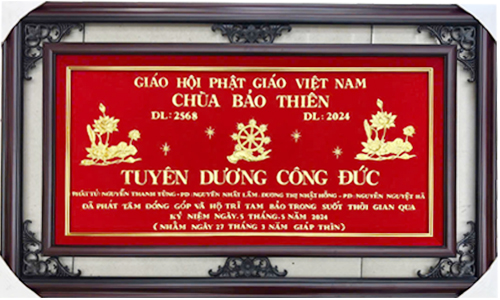 GIÁO HỘI PHẬT GIÁO VIỆT NAM
CHÙA BẢO THIÊN
DL: 2568 DL: 2024
TUYÊN DƯƠNG CÔNG ĐỨC
PHẬT TỬ: NGUYỄN THANH TÙNG - PD: NGUYÊN NHẤT LÂM, DƯƠNG THỊ NHẬT HỒNG - PD: NGUYÊN NGUYỆT HÀ
ĐÃ PHÁT TÂM ĐÓNG GÓP VÀ HỘ TRÌ TAM BẢO TRONG SUỐT THỜI GIAN QUA
KỶ NIỆM NGÀY: 5 THÁNG: 5 NĂM 2024
( NHẰM NGÀY 27 THÁNG 3 NĂM GIÁP THÌN )